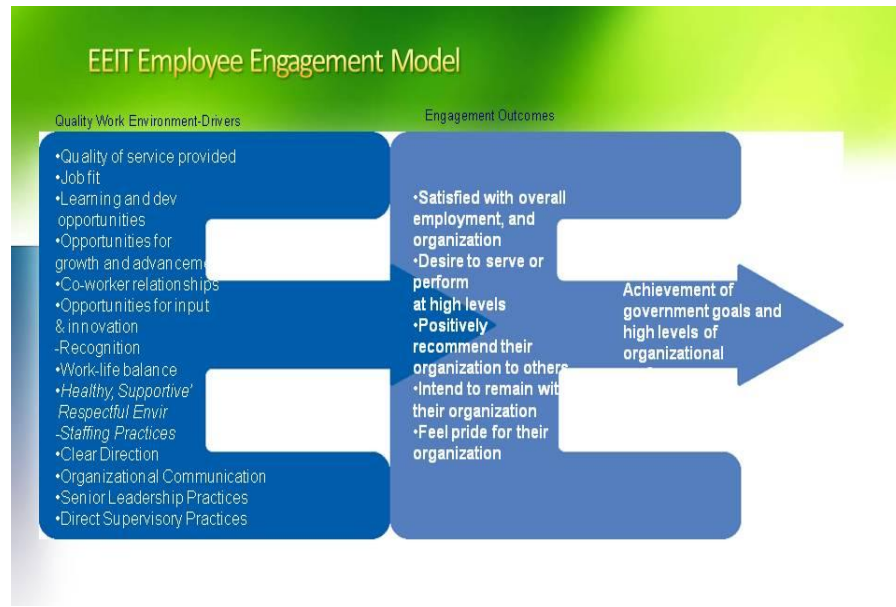 EEIT Employee Engagement Model
Quality Work Environment-Drivers
•Quality of service provided
•Job fit
•Learning and dev
opportunities
•Opportunities for
growth and advanceme
•Co-worker relationships
•Opportunities for input
& innovation
-Recognition
•Work-life balance
•Healthy, Supportive'
Respectful Envir
-Staffing Practices
•Clear Direction
•Organizational Communication
•Senior Leadership Practices
•Direct Supervisory Practices
Engagement Outcomes
•Satisfied with overall
employment, and
organization
•Desire to serve or
perform
at high levels
•Positively
recommend their
organization to others
•Intend to remain wit
their organization
•Feel pride for their
organization
Achievement of
government goals and
high levels of
organizational